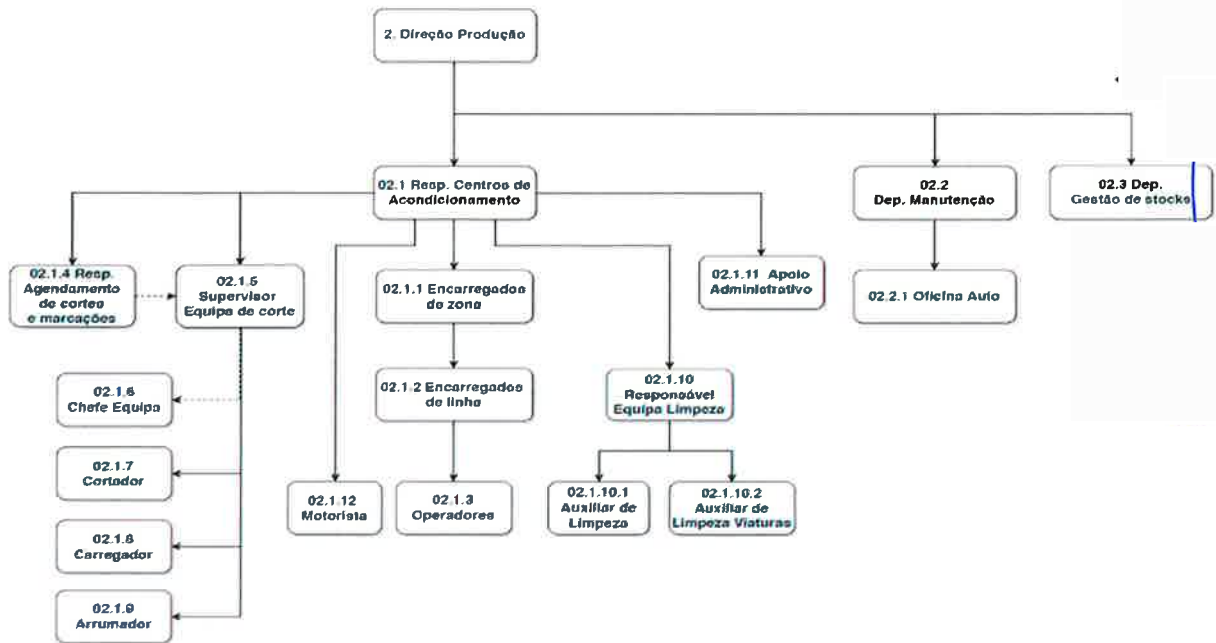 2. Direção Produção
02.1 Resp. Centros de
Acondicionamento
02.2
Dep. Manutenção
02.3 Dep.
Gestão de stocks
02.1.4 Resp.
Agendamento
de cortes
e marcações
02.1.5
Supervisor
Equipa de corte
02.1.1 Encarregados
de zona
02.1.11 Apoio
Administrativo
02.2.1 Oficina Auto
02.1.6
Chefe Equipa
02.1.2 Encarregados
de linha
02.1.10
Responsável
Equipa Limpeza
02.1.7
Cortador
02.1.12
Motorista
02.1.3
Operadores
02.1.10.1
Auxiliar de
Limpeza
02.1.10.2
Auxiliar de
Limpeza Viaturas
02.1.8
Carregador
02.1.9
Arrumador